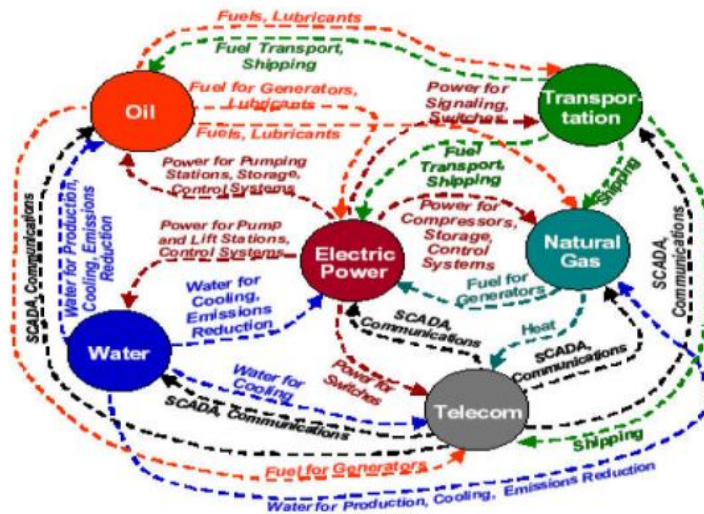 Fuels, Lubricants
Fuel Transport,
Shipping
Oil
Fuel for Generators,
Lubricants
Fuels, Lubricants
Power for
Signaling,
Switches
Transpor-
tation
Power for Pumping
Stations, Storage,
Control Systems
Fuel
Transport,
Shipping
Shipping
SCADA, Communications
Water for Production,
Cooling, Emissions
Reduction
Power for Pump
and Lift Stations,
Control Systems
Electric
Power
Power for
Compressors,
Storage,
Control
Systems
Natural
Gas
SCADA,
Communications
Water for
Cooling,
Emissions
Reduction
Fuel for
Generators
Heat
SCADA,
Communications
SCADA,
Communications
Water
Water for
Cooling
Power for
Switches
Telecom
SCADA, Communications
Shipping
Fuel for Generators
Water for Production, Cooling, Emissions Reduction